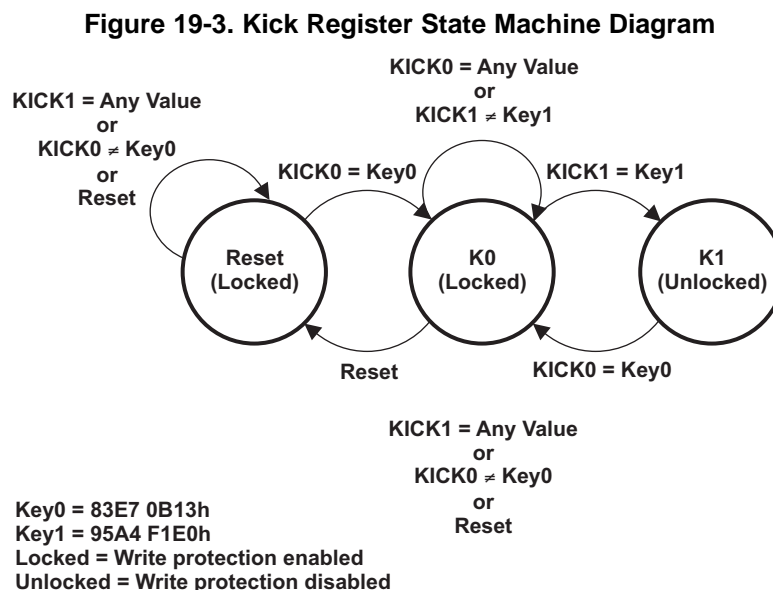 Figure 19-3. Kick Register State Machine Diagram
KICK0 = Any Value
or
KICK1 ≠ Key1
KICK1 = Any Value
or
KICK0 ≠ Key0
or
Reset
KICK0 = Key0
KICK1 = Key1
Reset
(Locked)
K0
(Locked)
K1
(Unlocked)
Reset
KICK0 = Key0
KICK1 = Any Value
or
KICK0 ≠ Key0
or
Reset
Key0 = 83E7 0B13h
Key1 = 95A4 F1E0h
Locked = Write protection enabled
Unlocked = Write protection disabled